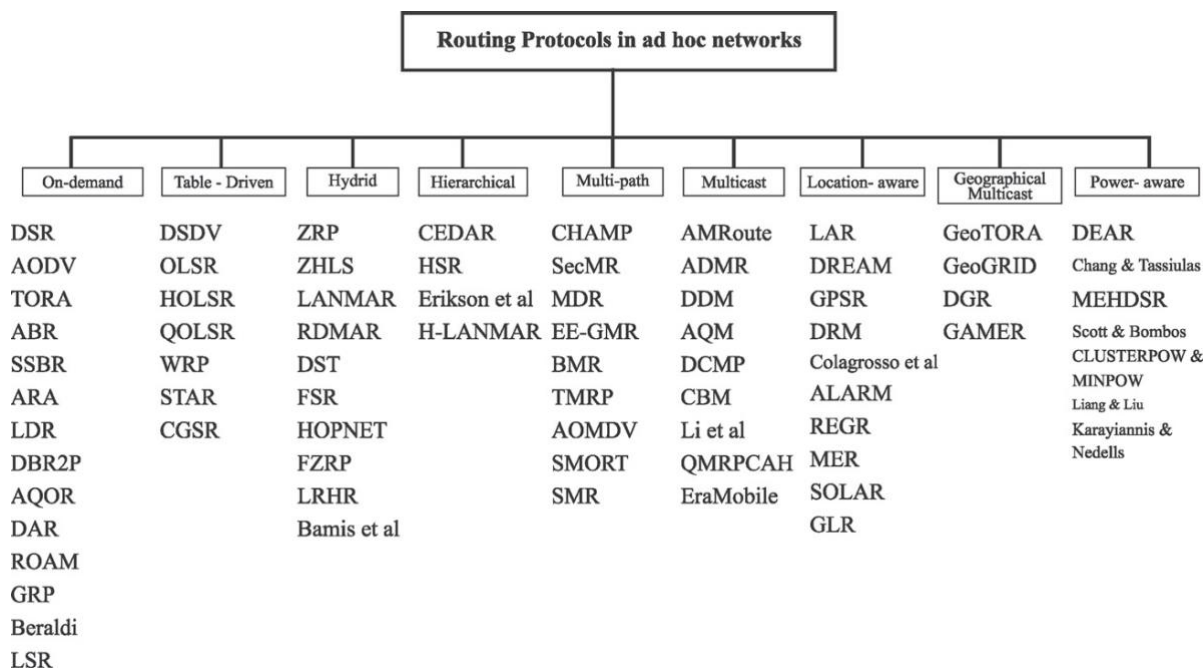 Routing Protocols in ad hoc networks
On-demand
DSR
AODV
TORA
ABR
SSBR
ARA
LDR
DBR2P
AQOR
DAR
ROAM
GRP
Beraldi
LSR
Table - Driven
DSDV
OLSR
HOLSR
QOLSR
WRP
STAR
CGSR
Hydrid
ZRP
ZHLS
LANMAR
RDMAR
DST
FSR
HOPNET
FZRP
LRHR
Bamis et al
Hierarchical
CEDAR
HSR
Erikson et al
H-LANMAR
Multi-path
CHAMP
SecMR
MDR
EE-GMR
BMR
TMRP
AOMDV
SMORT
SMR
Multicast
AMRoute
ADMR
DDM
AQM
DCMP
CBM
Li et al
QMRPCAH
EraMobile
Location- aware
LAR
DREAM
GPSR
DRM
Colagrosso et al
ALARM
REGR
MER
SOLAR
GLR
Geographical
Multicast
GeoTORA
GeoGRID
DGR
GAMER
Power- aware
DEAR
Chang & Tassiulas
MEHDSR
Scott & Bombos
CLUSTERPOW &
MINPOW
Liang & Liu
Karayiannis &
Nedells